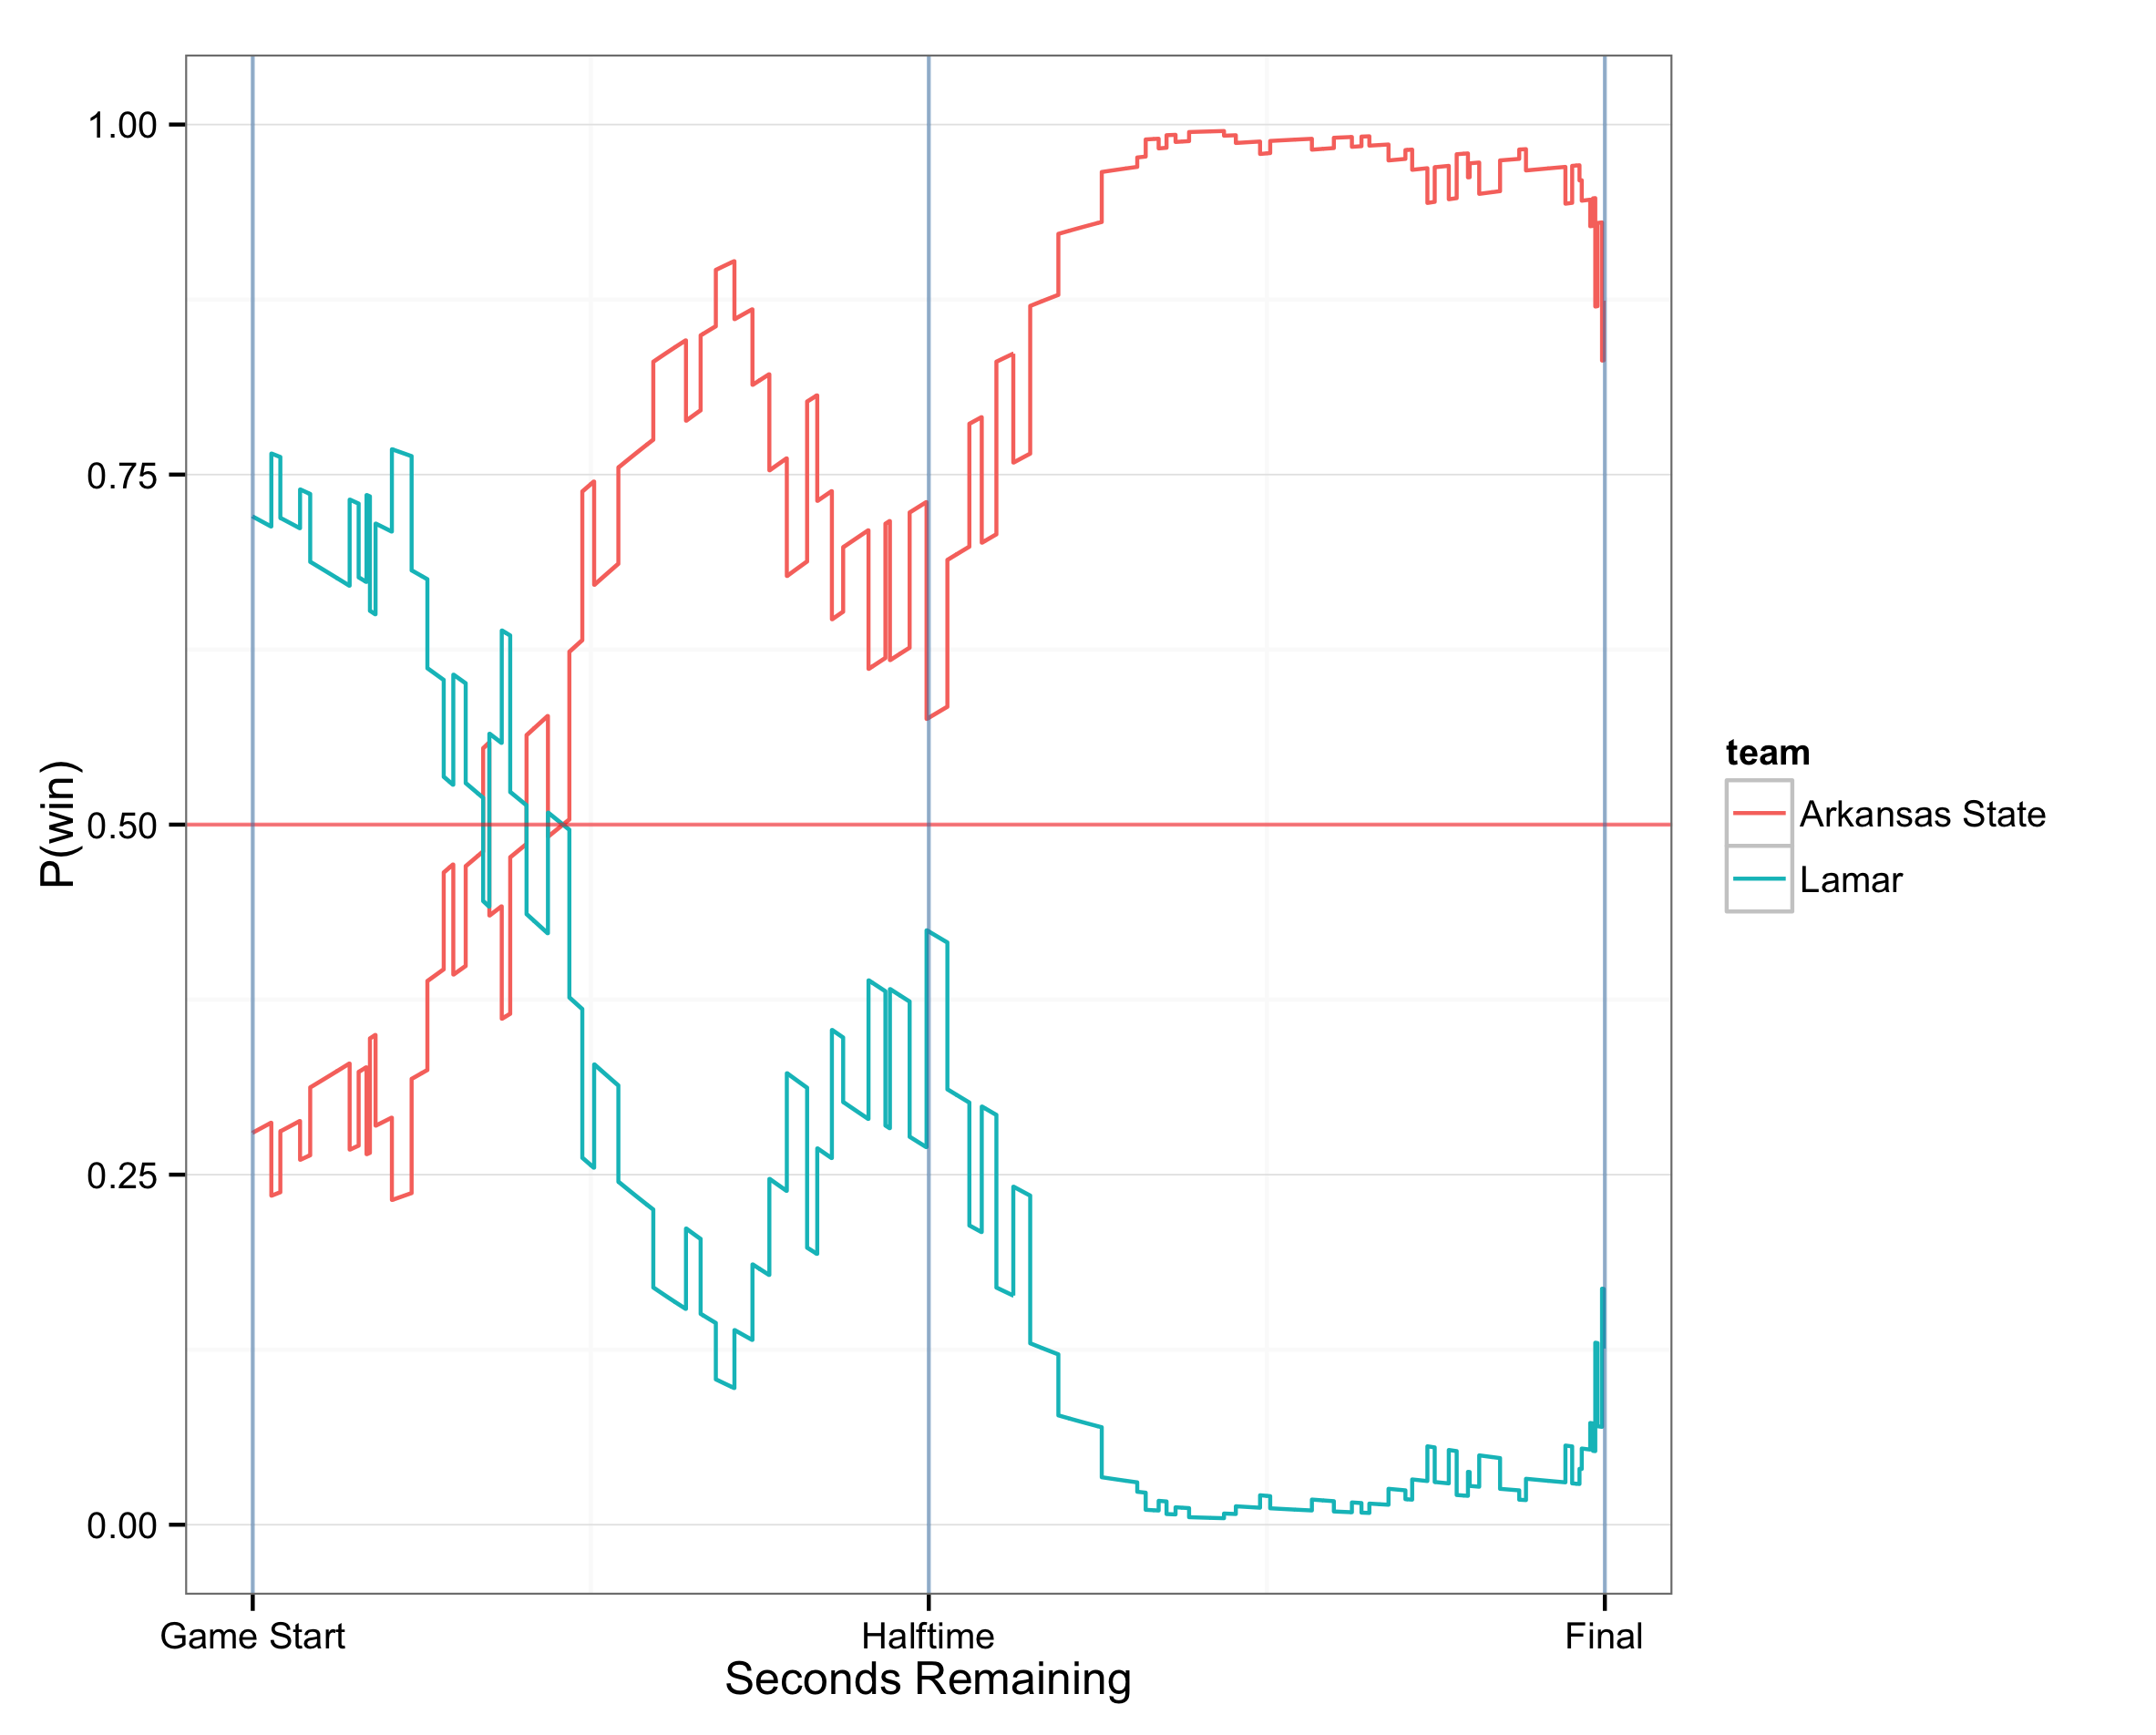 1.00
0.75
0.50
0.25
0.00
P(win)
Game Start
Halftime
Final
Seconds Remaining
team
Arkansas State
Lamar